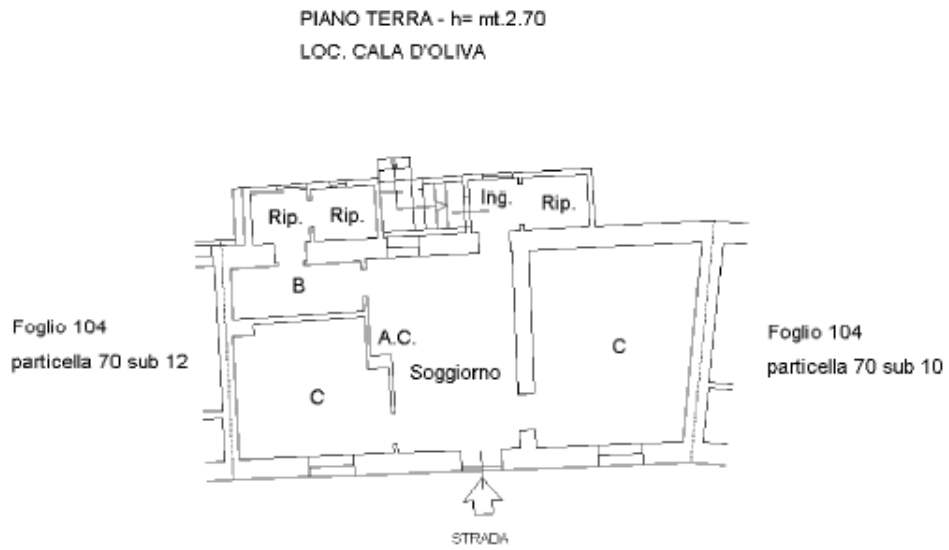 PIANO TERRA - h= mt.2.70
LOC. CALA D'OLIVA
Rip.
Rip.
Ing.
Rip.
B
Foglio 104
particella 70 sub 12
A.C.
Soggiorno
C
C
Foglio 104
particella 70 sub 10
STRADA